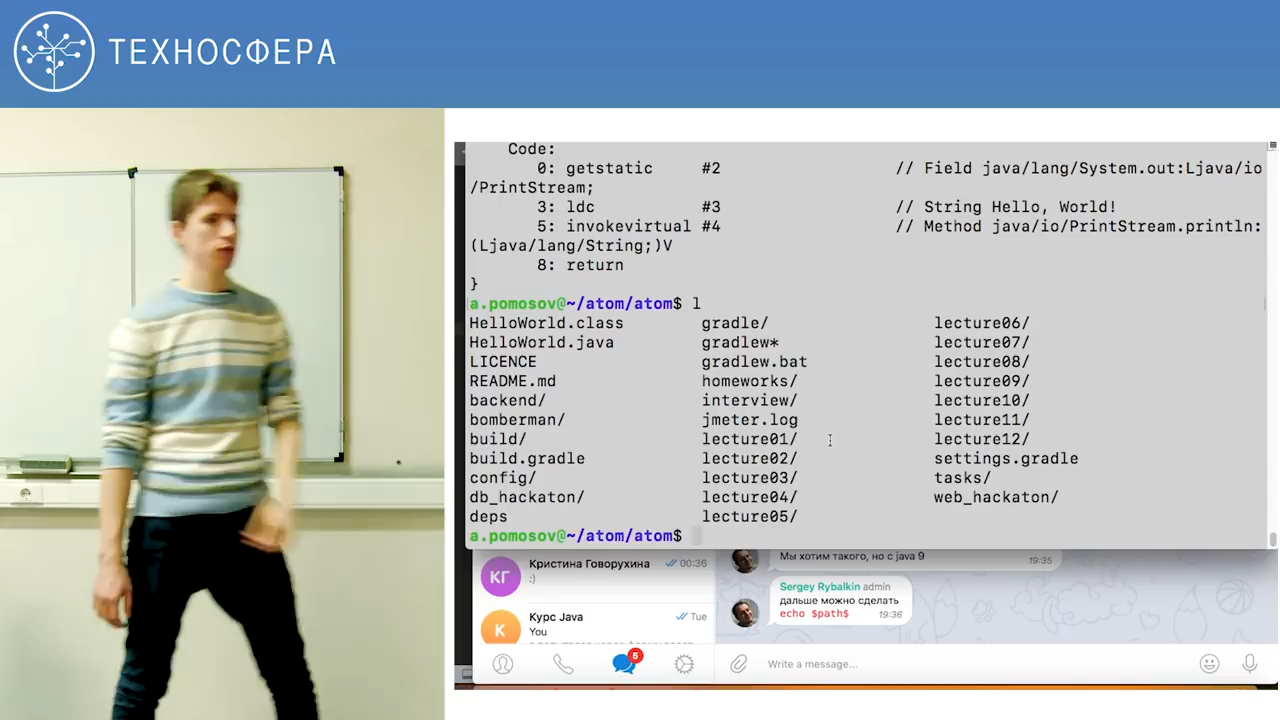 ТЕХНОСФЕРА
Code:
0: getstatic #2 // Field java/lang/System.out:Ljava/io
/PrintStream;
3: ldc #3 // String Hello, World!
5: invokevirtual #4 // Method java/io/PrintStream.println:
(Ljava/lang/String;)V
8: return
}
a.pomosov@~/atom/atom$ l
HelloWorld.class gradle/ lecture06/
HelloWorld.java gradlew* lecture07/
LICENCE gradlew.bat lecture08/
README.md homeworks/ lecture09/
backend/ interview/ lecture10/
bomberman/ jmeter.log lecture11/
build/ lecture01/ lecture12/
build.gradle lecture02/ settings.gradle
config/ lecture03/ tasks/
db_hackaton/ lecture04/ web_hackaton/
deps lecture05/
a.pomosov@~/atom/atom$
КГ
Кристина Говорухина 00:36
:)
К
Курс Java Tue
You
Мы хотим такого, но с java 9 19:35
Sergey Rybalkin admin
дальше можно сделать
echo $path$ 19:36
5
Write a message...